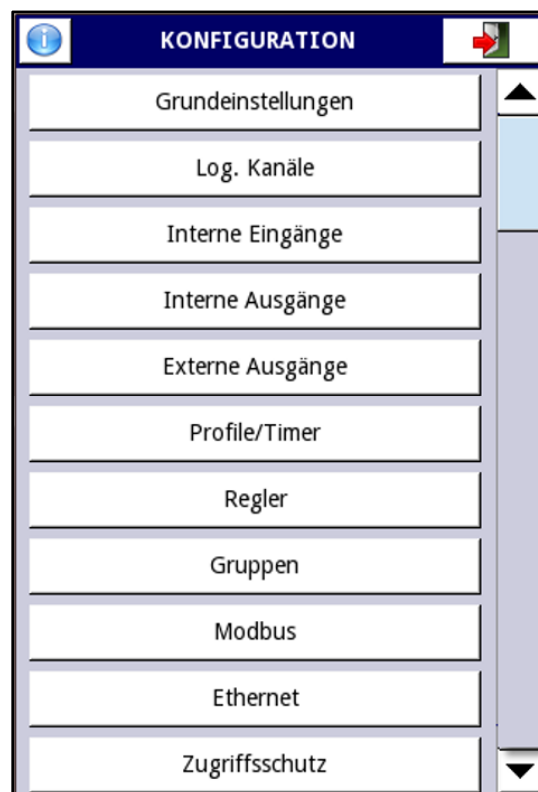 KONFIGURATION
Grundeinstellungen
Log. Kanäle
Interne Eingänge
Interne Ausgänge
Externe Ausgänge
Profile/Timer
Regler
Gruppen
Modbus
Ethernet
Zugriffsschutz